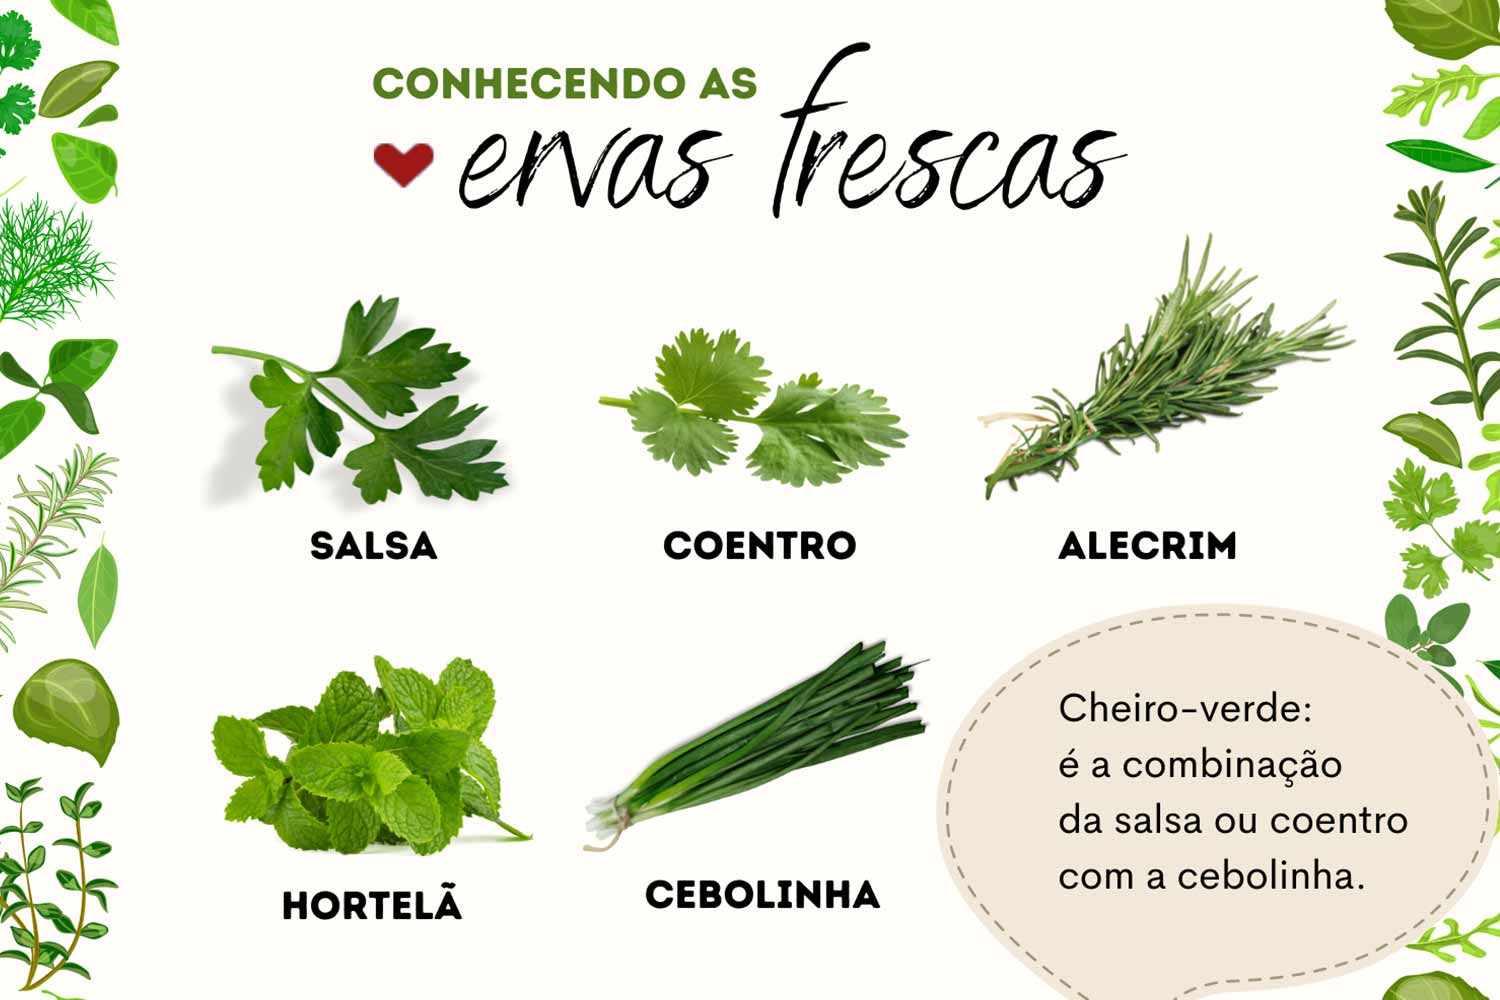 CONHECENDO AS
ervas frescas
SALSA
COENTRO
ALECRIM
HORTELÃ
CEBOLINHA
Cheiro-verde:
é a combinação
da salsa ou coentro
com a cebolinha.